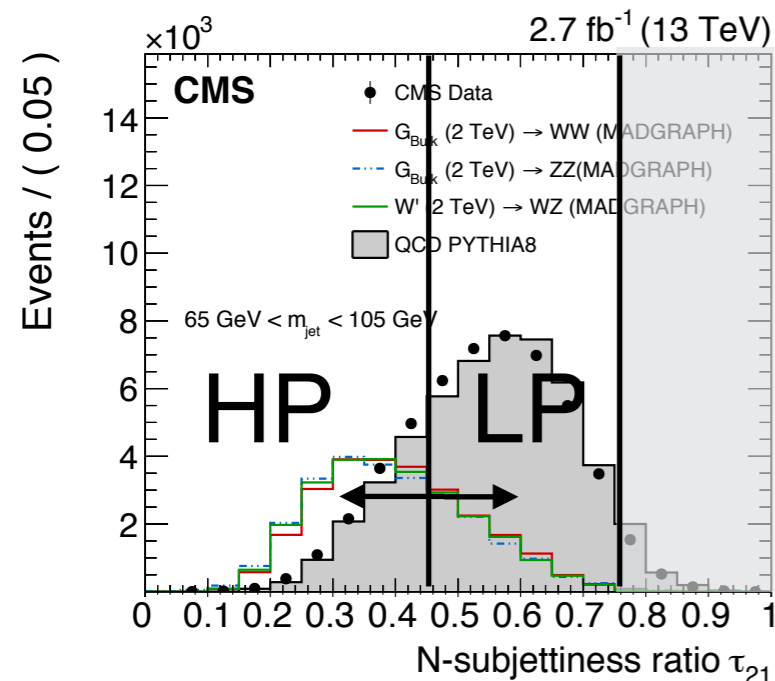 ×10³ 2.7 fb⁻¹ (13 TeV)
CMS
CMS Data
G_Bulk (2 TeV) → WW (MADGRAPH)
G_Bulk (2 TeV) → ZZ(MADGRAPH)
W' (2 TeV) → WZ (MADGRAPH)
QCD PYTHIA8
65 GeV < m_jet < 105 GeV
HP LP
Events / ( 0.05 )
14
12
10
8
6
4
2
0 0.1 0.2 0.3 0.4 0.5 0.6 0.7 0.8 0.9 1
N-subjettiness ratio τ₂₁